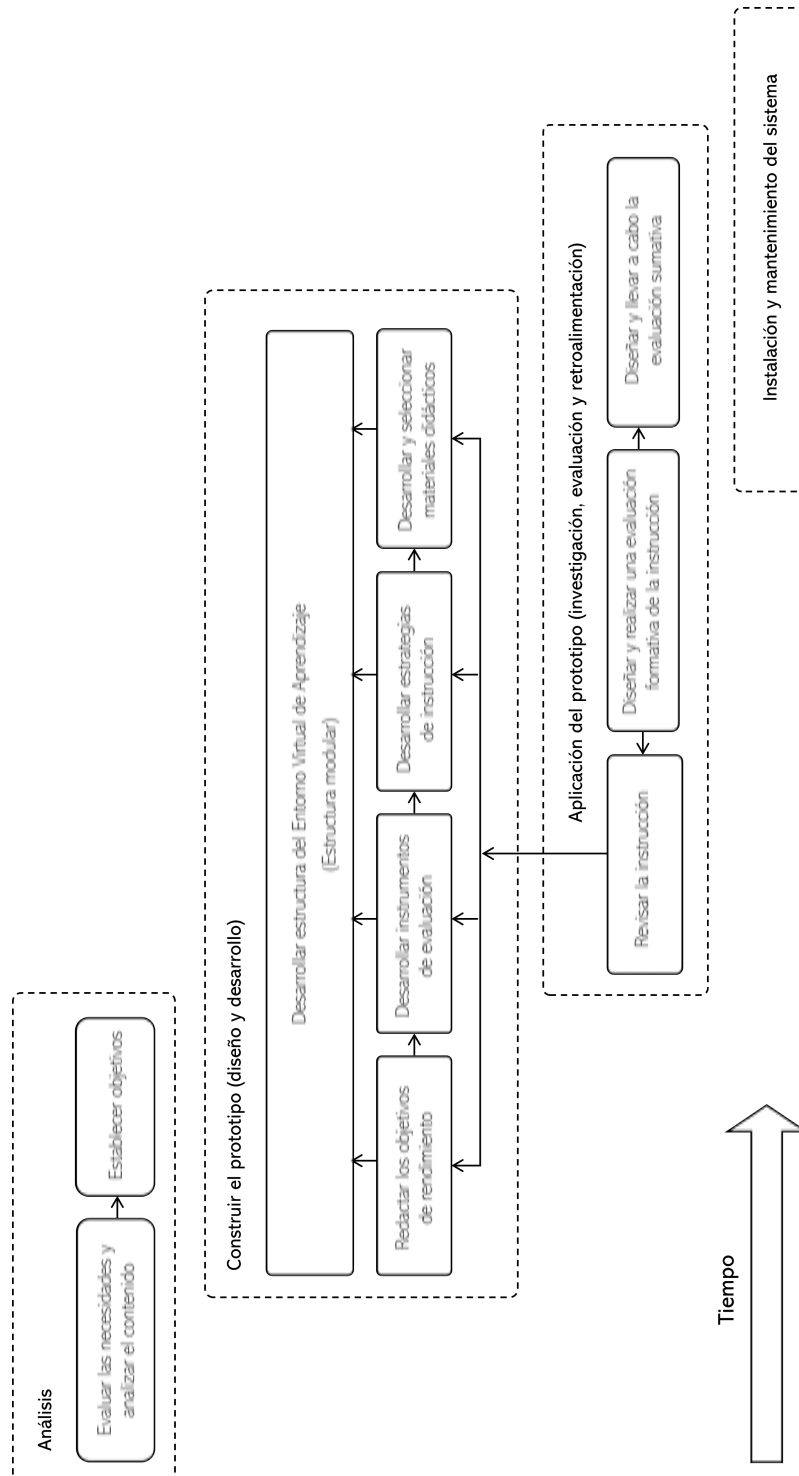 Análisis
Evaluar las necesidades y
analizar el contenido
Establecer objetivos
Construir el prototipo (diseño y desarrollo)
Desarrollar estructura del Entorno Virtual de Aprendizaje
(Estructura modular)
Redactar los objetivos
de rendimiento
Desarrollar instrumentos
de evaluación
Desarrollar estrategias
de instrucción
Desarrollar y seleccionar
materiales didácticos
Aplicación del prototipo (investigación, evaluación y retroalimentación)
Revisar la instrucción
Diseñar y realizar una evaluación
formativa de la instrucción
Diseñar y llevar a cabo la
evaluación sumativa
Instalación y mantenimiento del sistema
Tiempo